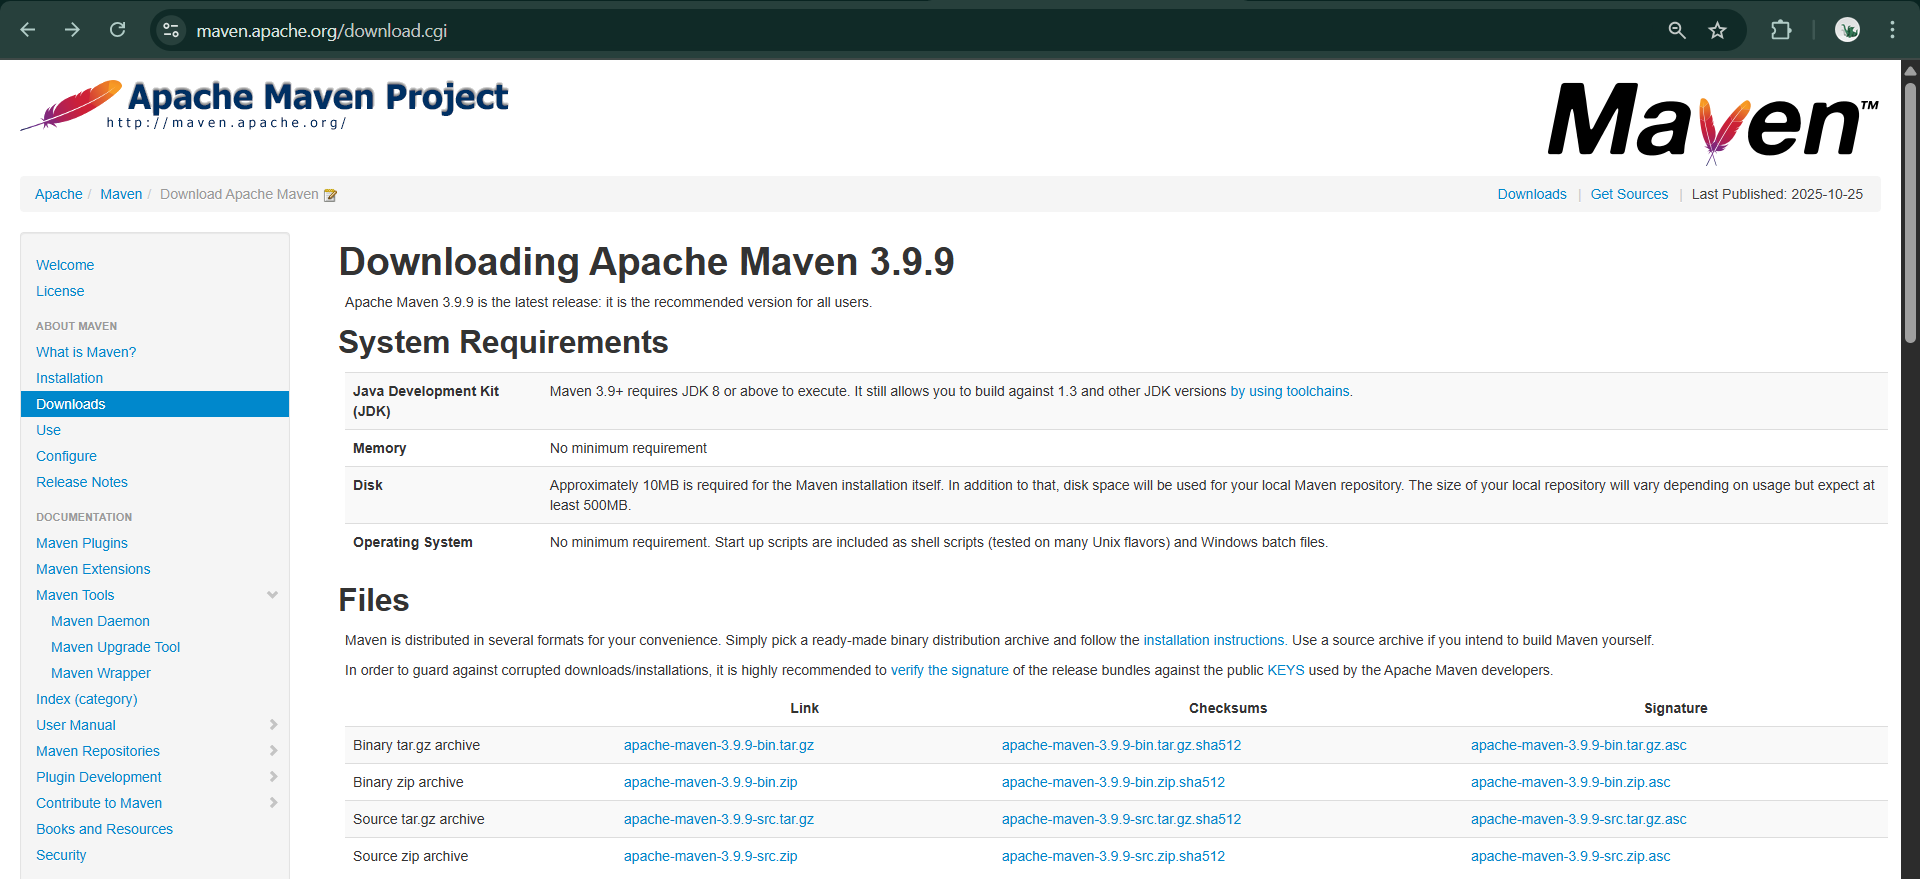 maven.apache.org/download.cgi
Apache Maven Project
http://maven.apache.org/
Maven™
Apache / Maven / Download Apache Maven
Downloads | Get Sources | Last Published: 2025-10-25
Welcome
License
ABOUT MAVEN
What is Maven?
Installation
Downloads
Use
Configure
Release Notes
DOCUMENTATION
Maven Plugins
Maven Extensions
Maven Tools
Maven Daemon
Maven Upgrade Tool
Maven Wrapper
Index (category)
User Manual
Maven Repositories
Plugin Development
Contribute to Maven
Books and Resources
Security
Downloading Apache Maven 3.9.9
Apache Maven 3.9.9 is the latest release: it is the recommended version for all users.
System Requirements
Java Development Kit
(JDK)
Maven 3.9+ requires JDK 8 or above to execute. It still allows you to build against 1.3 and other JDK versions by using toolchains.
Memory
No minimum requirement
Disk
Approximately 10MB is required for the Maven installation itself. In addition to that, disk space will be used for your local Maven repository. The size of your local repository will vary depending on usage but expect at
least 500MB.
Operating System
No minimum requirement. Start up scripts are included as shell scripts (tested on many Unix flavors) and Windows batch files.
Files
Maven is distributed in several formats for your convenience. Simply pick a ready-made binary distribution archive and follow the installation instructions. Use a source archive if you intend to build Maven yourself.
In order to guard against corrupted downloads/installations, it is highly recommended to verify the signature of the release bundles against the public KEYS used by the Apache Maven developers.
Link Checksums Signature
Binary tar.gz archive apache-maven-3.9.9-bin.tar.gz apache-maven-3.9.9-bin.tar.gz.sha512 apache-maven-3.9.9-bin.tar.gz.asc
Binary zip archive apache-maven-3.9.9-bin.zip apache-maven-3.9.9-bin.zip.sha512 apache-maven-3.9.9-bin.zip.asc
Source tar.gz archive apache-maven-3.9.9-src.tar.gz apache-maven-3.9.9-src.tar.gz.sha512 apache-maven-3.9.9-src.tar.gz.asc
Source zip archive apache-maven-3.9.9-src.zip apache-maven-3.9.9-src.zip.sha512 apache-maven-3.9.9-src.zip.asc